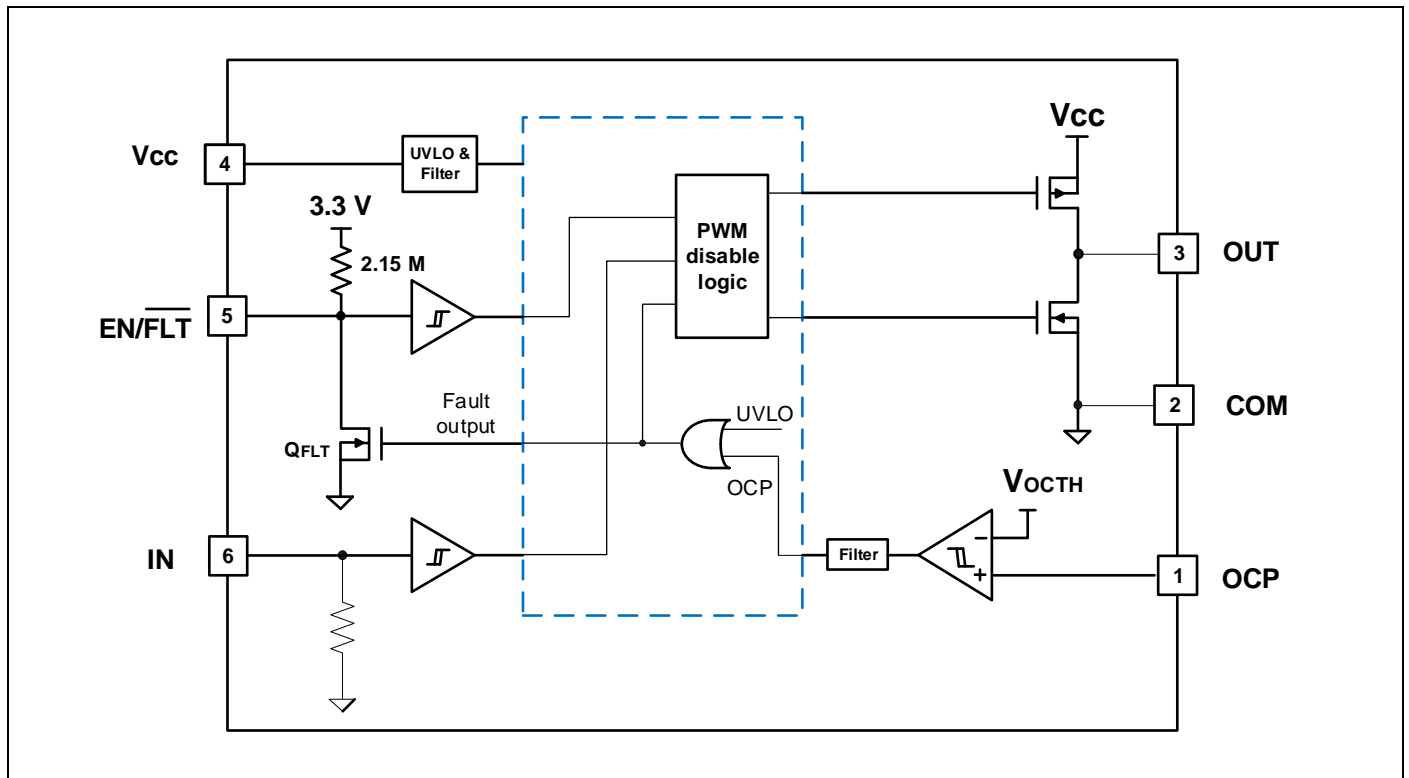 Vcc
4
UVLO &
Filter
3.3 V
2.15 M
EN/FLT
5
PWM
disable
logic
Vcc
3
OUT
2
COM
Fault
output
QFLT
UVLO
OCP
VOCTH
IN
6
Filter
-
+
1
OCP